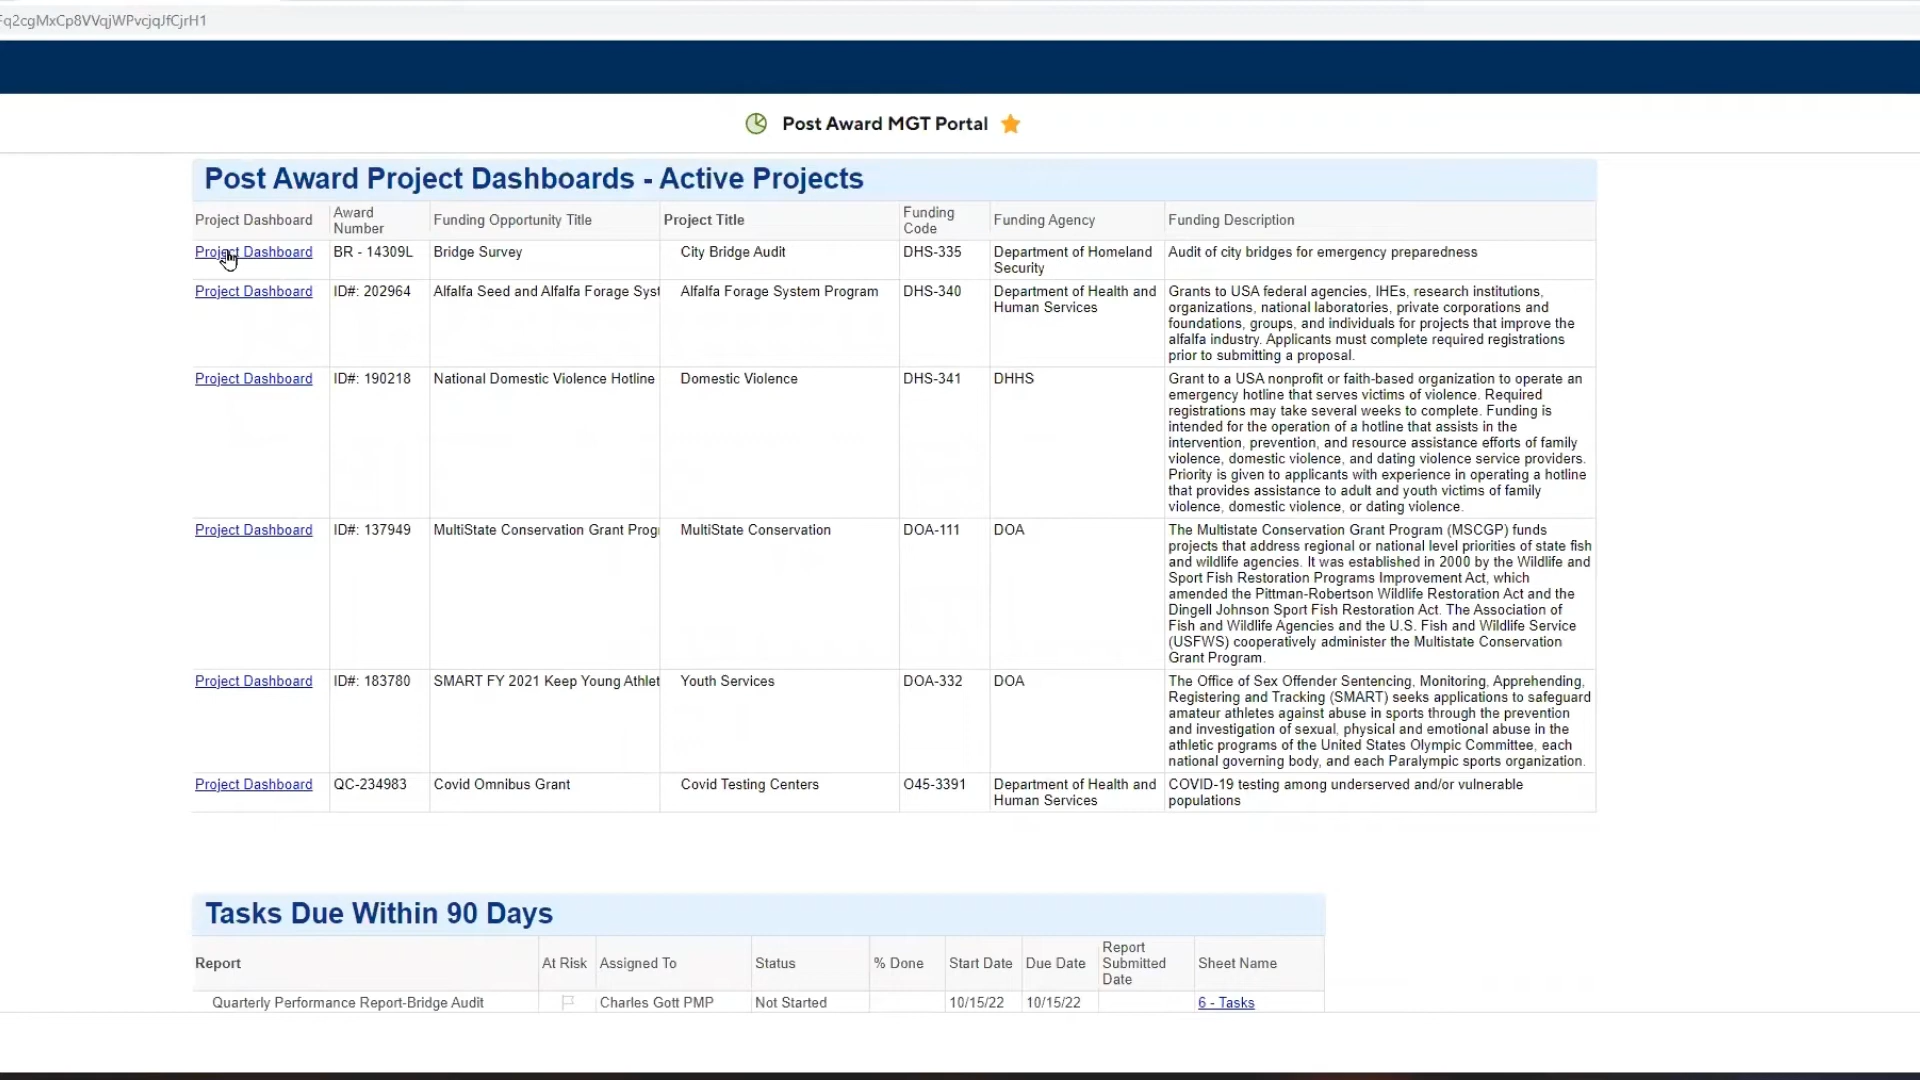 Fq2cgMxCp8VVqjWPvcjqJfCjrH1
Post Award MGT Portal
Post Award Project Dashboards - Active Projects
Project Dashboard
Award
Number
Funding Opportunity Title
Project Title
Funding
Code
Funding Agency
Funding Description
Project Dashboard
BR - 14309L
Bridge Survey
City Bridge Audit
DHS-335
Department of Homeland
Security
Audit of city bridges for emergency preparedness
Project Dashboard
ID#: 202964
Alfalfa Seed and Alfalfa Forage Syst
Alfalfa Forage System Program
DHS-340
Department of Health and
Human Services
Grants to USA federal agencies, IHEs, research institutions,
organizations, national laboratories, private corporations and
foundations, groups, and individuals for projects that improve the
alfalfa industry. Applicants must complete required registrations
prior to submitting a proposal.
Project Dashboard
ID#: 190218
National Domestic Violence Hotline
Domestic Violence
DHS-341
DHHS
Grant to a USA nonprofit or faith-based organization to operate an
emergency hotline that serves victims of violence. Required
registrations may take several weeks to complete. Funding is
intended for the operation of a hotline that assists in the
intervention, prevention, and resource assistance efforts of family
violence, domestic violence, and dating violence service providers.
Priority is given to applicants with experience in operating a hotline
that provides assistance to adult and youth victims of family
violence, domestic violence, or dating violence.
Project Dashboard
ID#: 137949
MultiState Conservation Grant Progr
MultiState Conservation
DOA-111
DOA
The Multistate Conservation Grant Program (MSCGP) funds
projects that address regional or national level priorities of state fish
and wildlife agencies. It was established in 2000 by the Wildlife and
Sport Fish Restoration Programs Improvement Act, which
amended the Pittman-Robertson Wildlife Restoration Act and the
Dingell Johnson Sport Fish Restoration Act. The Association of
Fish and Wildlife Agencies and the U.S. Fish and Wildlife Service
(USFWS) cooperatively administer the Multistate Conservation
Grant Program.
Project Dashboard
ID#: 183780
SMART FY 2021 Keep Young Athlet
Youth Services
DOA-332
DOA
The Office of Sex Offender Sentencing, Monitoring, Apprehending,
Registering and Tracking (SMART) seeks applications to safeguard
amateur athletes against abuse in sports through the prevention
and investigation of sexual, physical and emotional abuse in the
athletic programs of the United States Olympic Committee, each
national governing body, and each Paralympic sports organization.
Project Dashboard
QC-234983
Covid Omnibus Grant
Covid Testing Centers
O45-3391
Department of Health and
Human Services
COVID-19 testing among underserved and/or vulnerable
populations
Tasks Due Within 90 Days
Report
At Risk
Assigned To
Status
% Done
Start Date
Due Date
Report
Submitted
Date
Sheet Name
Quarterly Performance Report-Bridge Audit
Charles Gott PMP
Not Started
10/15/22
10/15/22
6 - Tasks